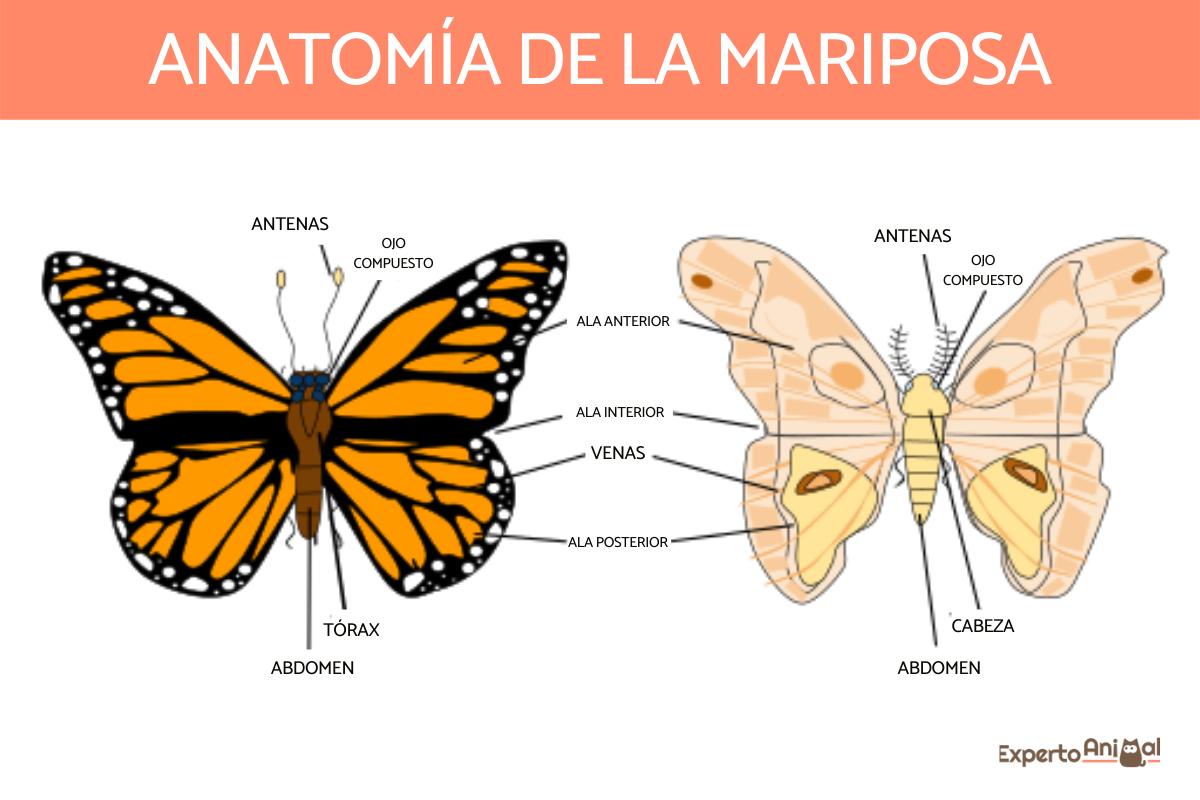 ANATOMÍA DE LA MARIPOSA
ANTENAS
OJO
COMPUESTO
ANTENAS
OJO
COMPUESTO
ALA ANTERIOR
ALA INTERIOR
VENAS
ALA POSTERIOR
TÓRAX
ABDOMEN
CABEZA
ABDOMEN
ExpertoAnimal